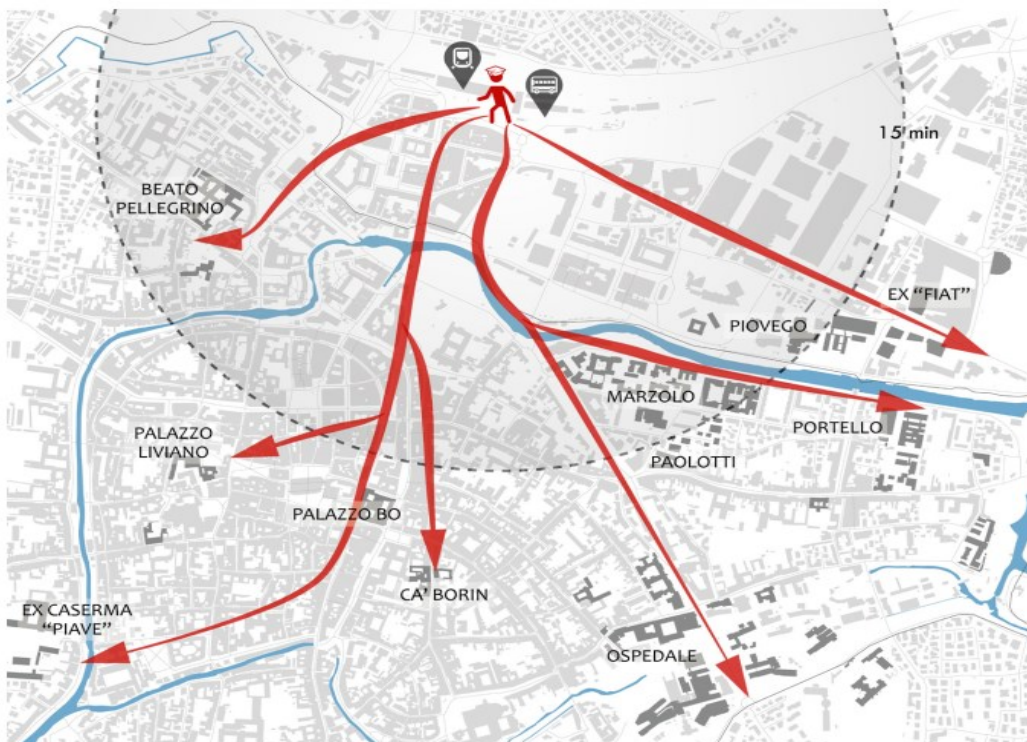 15 min
BEATO
PELLEGRINO
EX “FIAT”
PIOVEGO
MARZOLO
PORTELLO
PALAZZO
LIVIANO
PAOLOTTI
PALAZZO BO
CA' BORIN
EX CASERMA
“PIAVE”
OSPEDALE